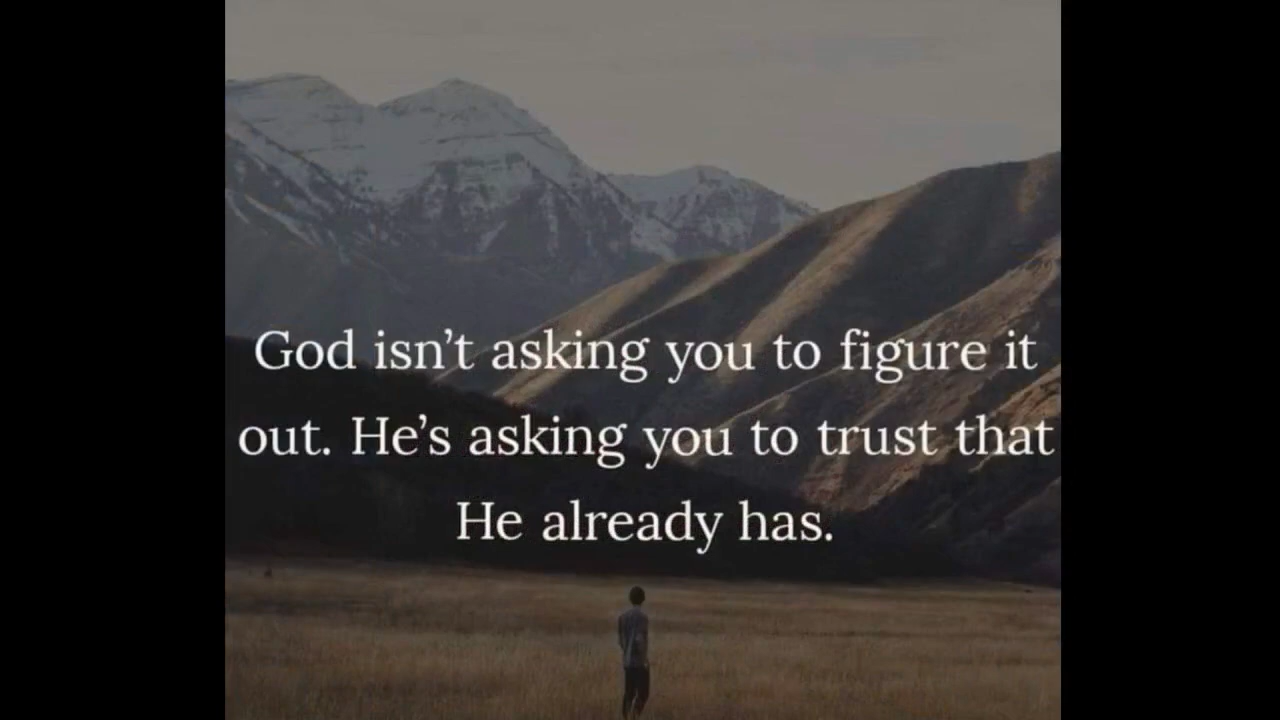 God isn’t asking you to figure it
out. He’s asking you to trust that
He already has.